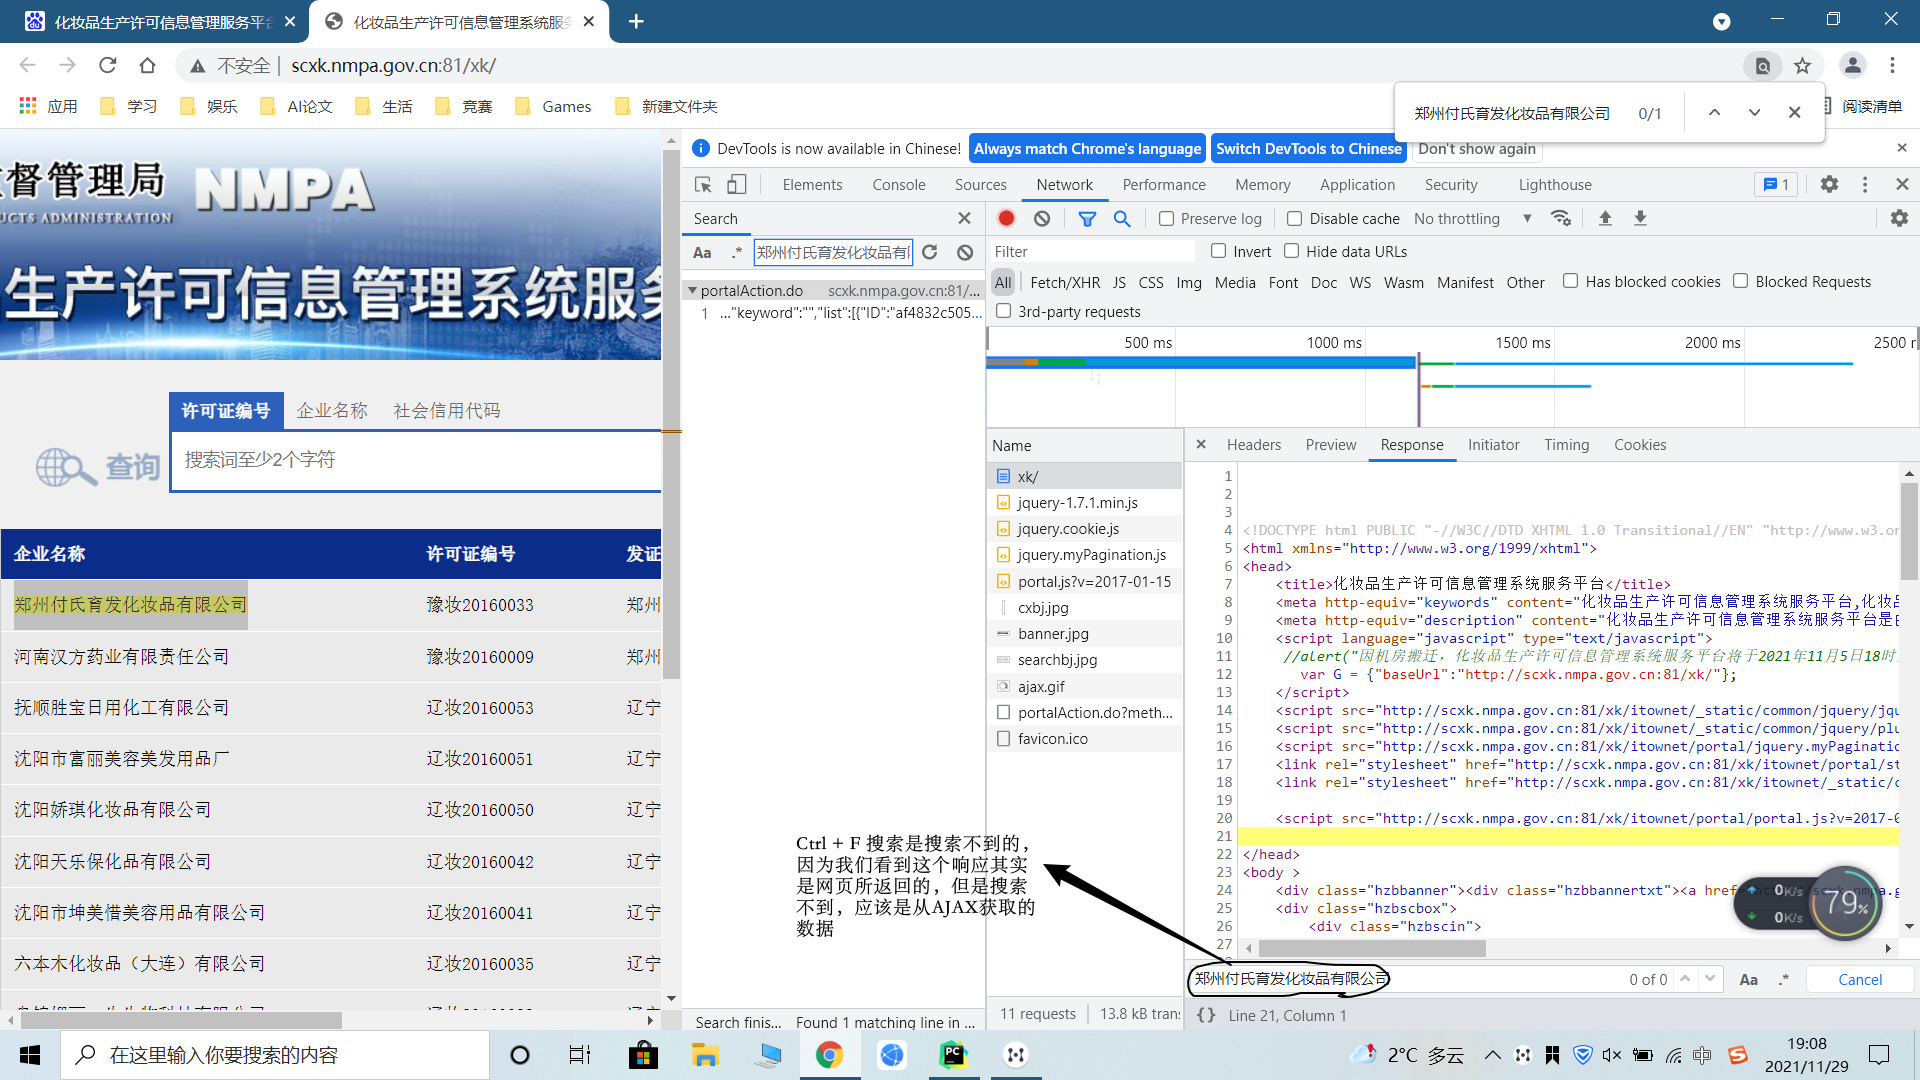 化妆品生产许可信息管理服务平台
化妆品生产许可信息管理系统服务
不安全 scxk.nmpa.gov.cn:81/xk/
应用 学习 娱乐 AI论文 生活 竞赛 Games 新建文件夹
阅读清单
郑州付氏育发化妆品有限公司 0/1
督管理局 NMPA
UCTS ADMINISTRATION
生产许可信息管理系统服务
许可证编号 企业名称 社会信用代码
查询 搜索词至少2个字符
企业名称 许可证编号 发证
郑州付氏育发化妆品有限公司 豫妆20160033 郑州
河南汉方药业有限责任公司 豫妆20160009 郑州
抚顺胜宝日用化工有限公司 辽妆20160053 辽宁
沈阳市富丽美容美发用品厂 辽妆20160051 辽宁
沈阳娇琪化妆品有限公司 辽妆20160050 辽宁
沈阳天乐保化品有限公司 辽妆20160042 辽宁
沈阳市坤美惜美容用品有限公司 辽妆20160041 辽宁
六本木化妆品（大连）有限公司 辽妆20160035 辽宁
DevTools is now available in Chinese! Always match Chrome's language Switch DevTools to Chinese Don't show again
Elements Console Sources Network Performance Memory Application Security Lighthouse 1
Search
Aa .* 郑州付氏育发化妆品有
portalAction.do scxk.nmpa.gov.cn:81/...
1 ..."keyword":"","list":[{"ID":"af4832c505...
Preserve log Disable cache No throttling
Filter Invert Hide data URLs
All Fetch/XHR JS CSS Img Media Font Doc WS Wasm Manifest Other Has blocked cookies Blocked Requests
3rd-party requests
500 ms 1000 ms 1500 ms 2000 ms 2500 r
Name
xk/
jquery-1.7.1.min.js
jquery.cookie.js
jquery.myPagination.js
portal.js?v=2017-01-15
cxbj.jpg
banner.jpg
searchbj.jpg
ajax.gif
portalAction.do?meth...
favicon.ico
Headers Preview Response Initiator Timing Cookies
1
2
3
4 <!DOCTYPE html PUBLIC "-//W3C//DTD XHTML 1.0 Transitional//EN" "http://www.w3.or
5 <html xmlns="http://www.w3.org/1999/xhtml">
6 <head>
7 <title>化妆品生产许可信息管理系统服务平台</title>
8 <meta http-equiv="keywords" content="化妆品生产许可信息管理系统服务平台,化妆品
9 <meta http-equiv="description" content="化妆品生产许可信息管理系统服务平台是由
10 <script language="javascript" type="text/javascript">
11 //alert("因机房搬迁，化妆品生产许可信息管理系统服务平台将于2021年11月5日18时
12 var G = {"baseUrl":"http://scxk.nmpa.gov.cn:81/xk/"};
13 </script>
14 <script src="http://scxk.nmpa.gov.cn:81/xk/itownet/_static/common/jquery/jqu
15 <script src="http://scxk.nmpa.gov.cn:81/xk/itownet/_static/common/jquery/plu
16 <script src="http://scxk.nmpa.gov.cn:81/xk/itownet/portal/jquery.myPaginatio
17 <link rel="stylesheet" href="http://scxk.nmpa.gov.cn:81/xk/itownet/portal/st
18 <link rel="stylesheet" href="http://scxk.nmpa.gov.cn:81/xk/itownet/_static/c
19
20 <script src="http://scxk.nmpa.gov.cn:81/xk/itownet/portal/portal.js?v=2017-0
21
22 </head>
23 <body >
24 <div class="hzbbanner"><div class="hzbbannertxt"><a href
25 <div class="hzbscbox">
26 <div class="hzbscin">
27
0K/s
0K/s
79%
Ctrl + F 搜索是搜索不到的，
因为我们看到这个响应其实
是网页所返回的，但是搜索
不到，应该是从AJAX获取的
数据
郑州付氏育发化妆品有限公司 0 of 0 Aa .* Cancel
Search finis... Found 1 matching line in ...
11 requests 13.8 kB tran
{} Line 21, Column 1
在这里输入你要搜索的内容
PC
2°C 多云 中
19:08
2021/11/29